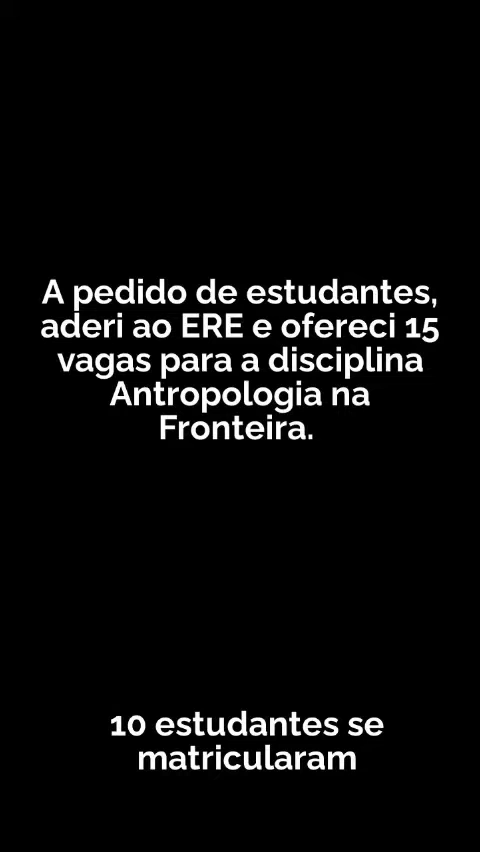 A pedido de estudantes,
aderi ao ERE e ofereci 15
vagas para a disciplina
Antropologia na
Fronteira.
10 estudantes se
matricularam